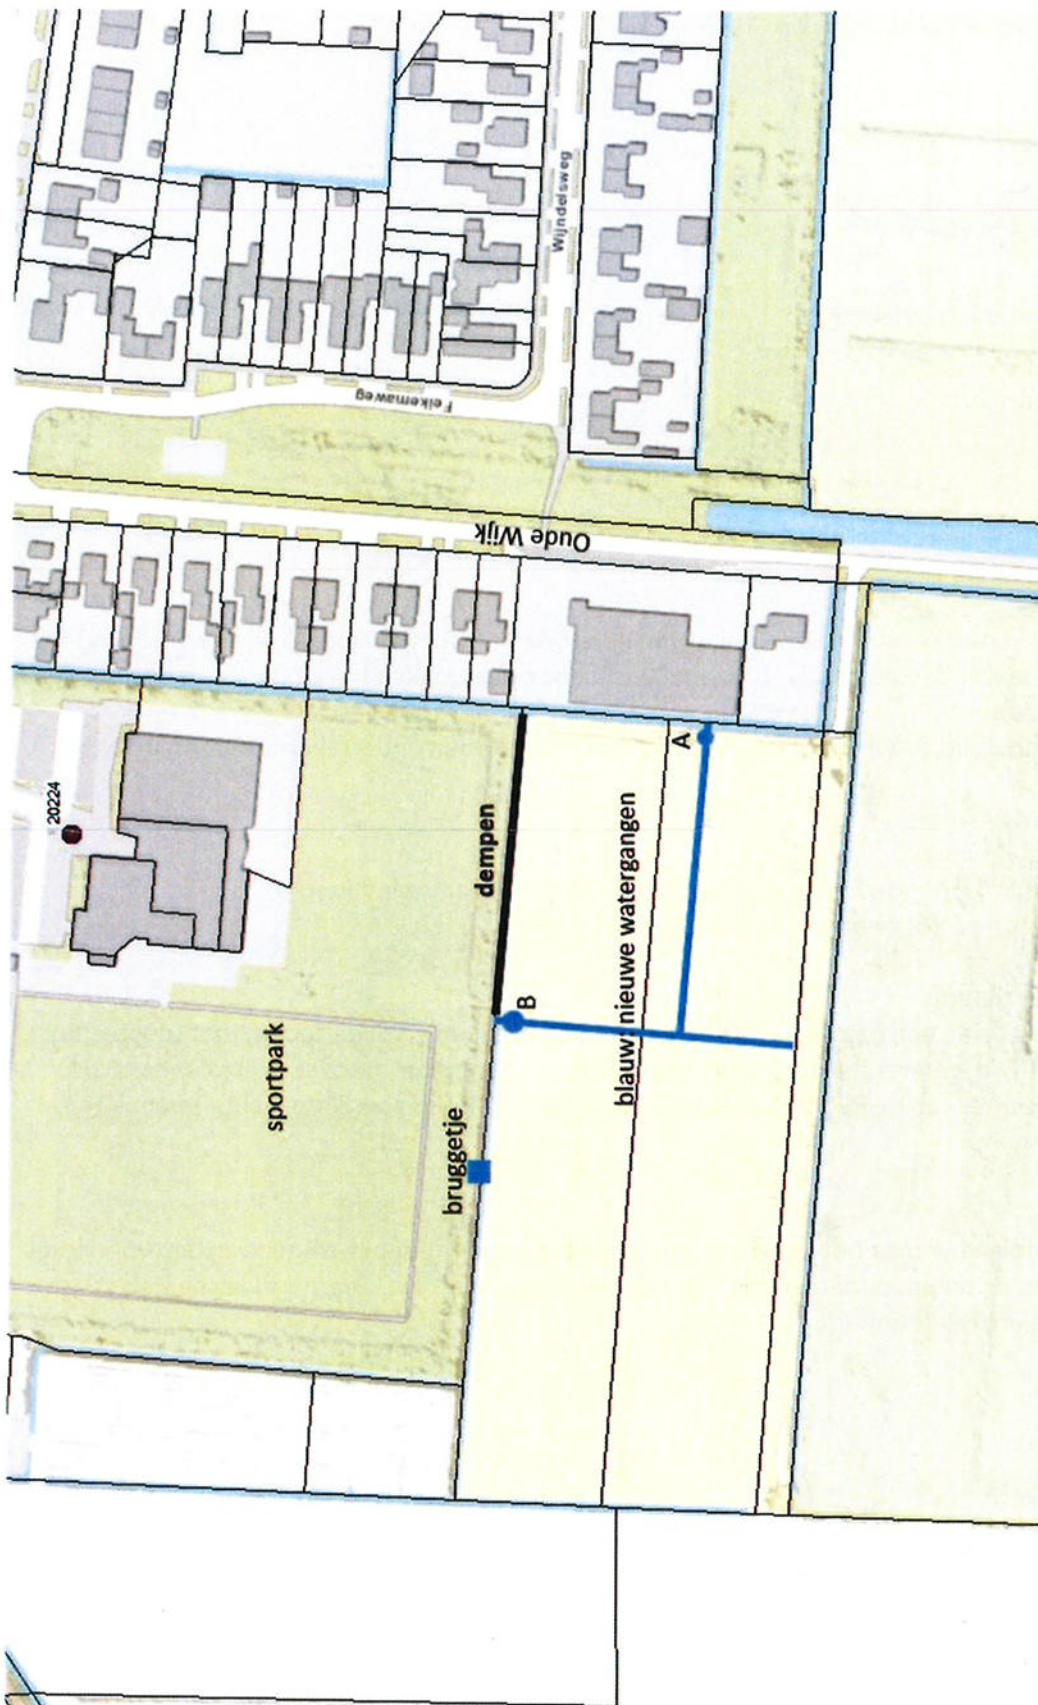 Wijndelsweg
Feikemaweg
Oude Wijk
20224
dempen
A
blauw: nieuwe watergangen
B
sportpark
bruggetje